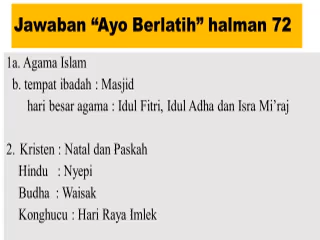 Jawaban “Ayo Berlatih” halman 72
1a. Agama Islam
b. tempat ibadah : Masjid
hari besar agama : Idul Fitri, Idul Adha dan Isra Mi’raj
2. Kristen : Natal dan Paskah
Hindu : Nyepi
Budha : Waisak
Konghucu : Hari Raya Imlek